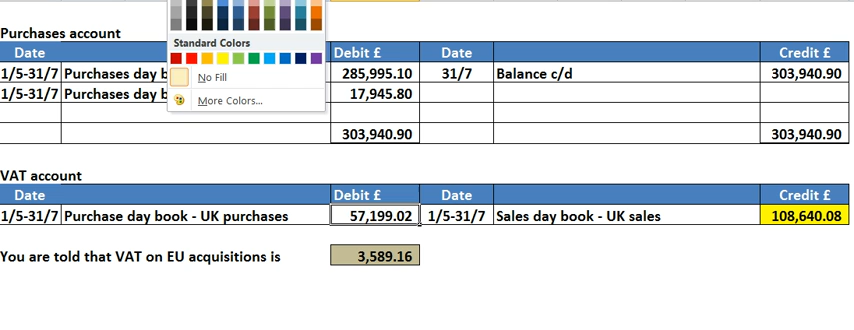 Purchases account
Standard Colors
Date Debit £ Date Credit £
1/5-31/7 Purchases day b 285,995.10 31/7 Balance c/d 303,940.90
No Fill
1/5-31/7 Purchases day b 17,945.80
More Colors...
303,940.90 303,940.90
VAT account
Date Debit £ Date Credit £
1/5-31/7 Purchase day book - UK purchases 57,199.02 1/5-31/7 Sales day book - UK sales 108,640.08
You are told that VAT on EU acquisitions is 3,589.16